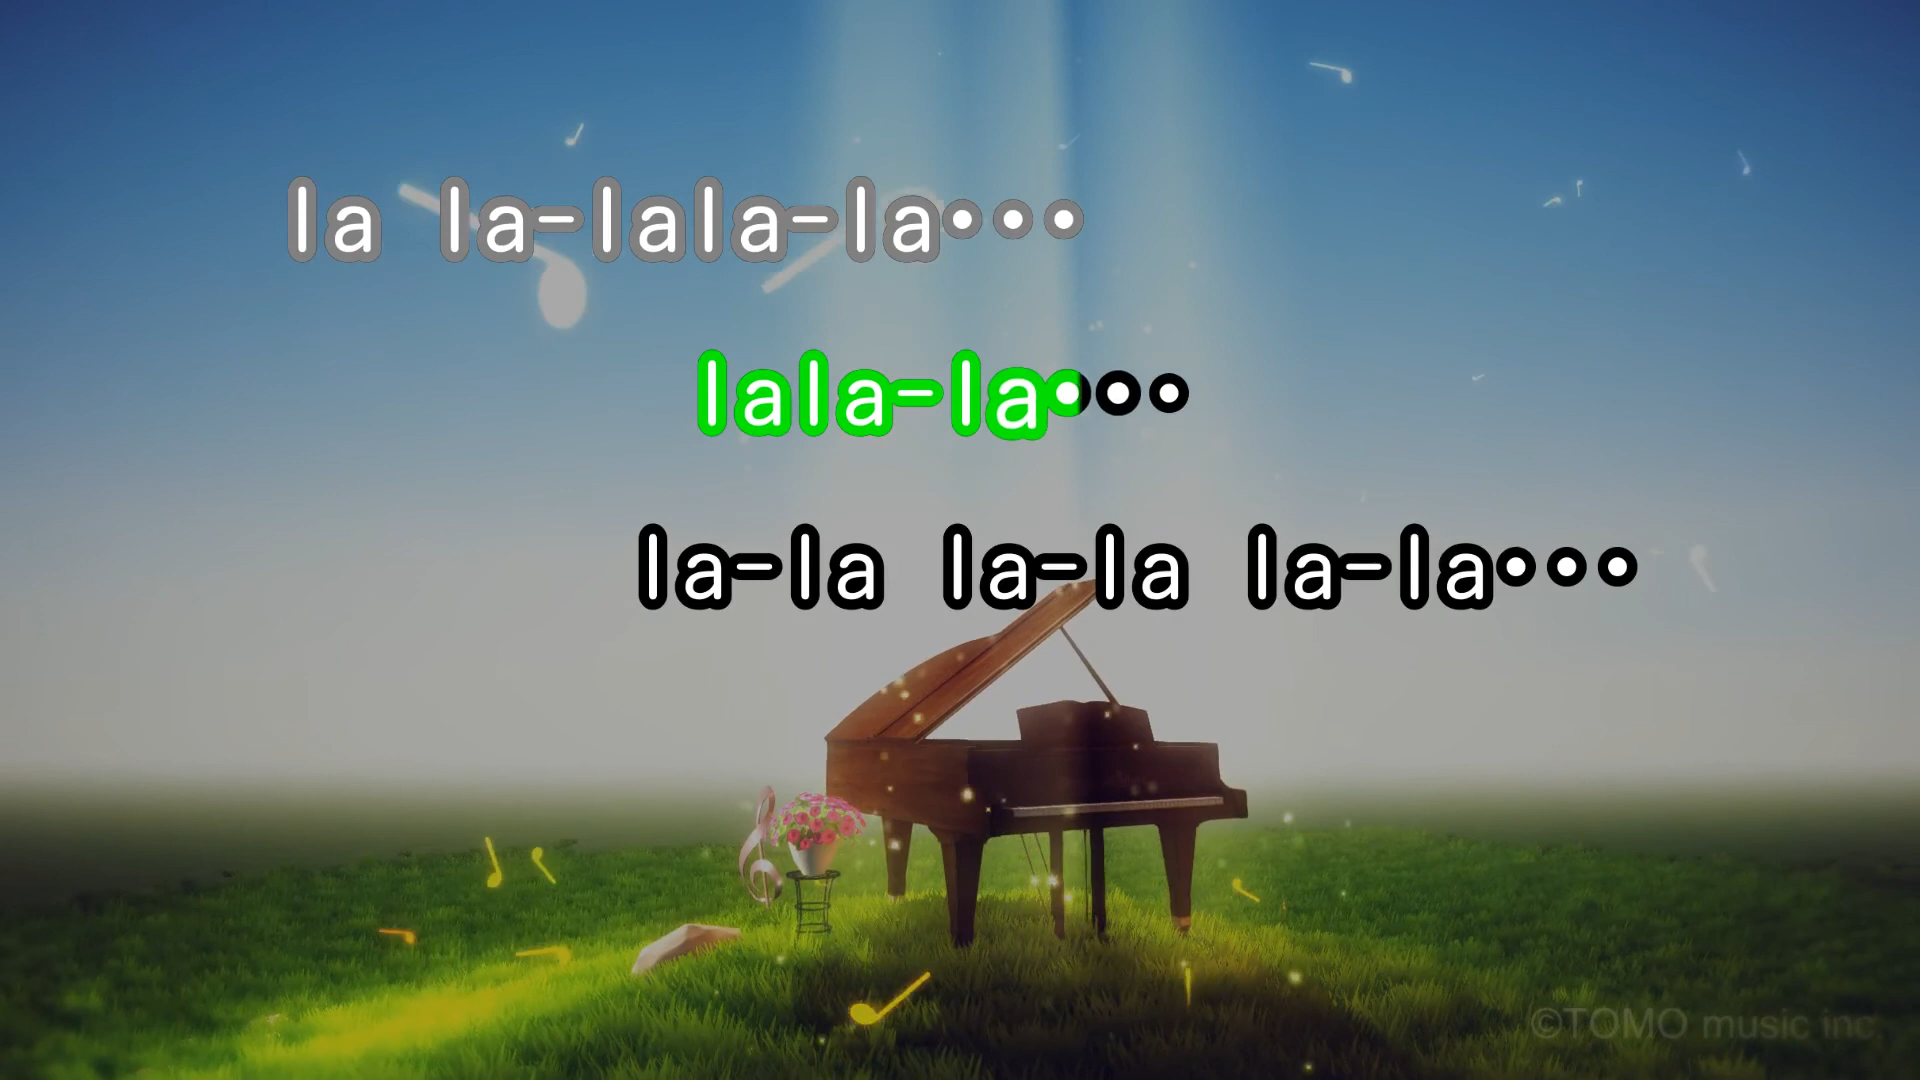 la la-lala-la•••
lala-la•••
la-la la-la la-la•••
©TOMO music inc